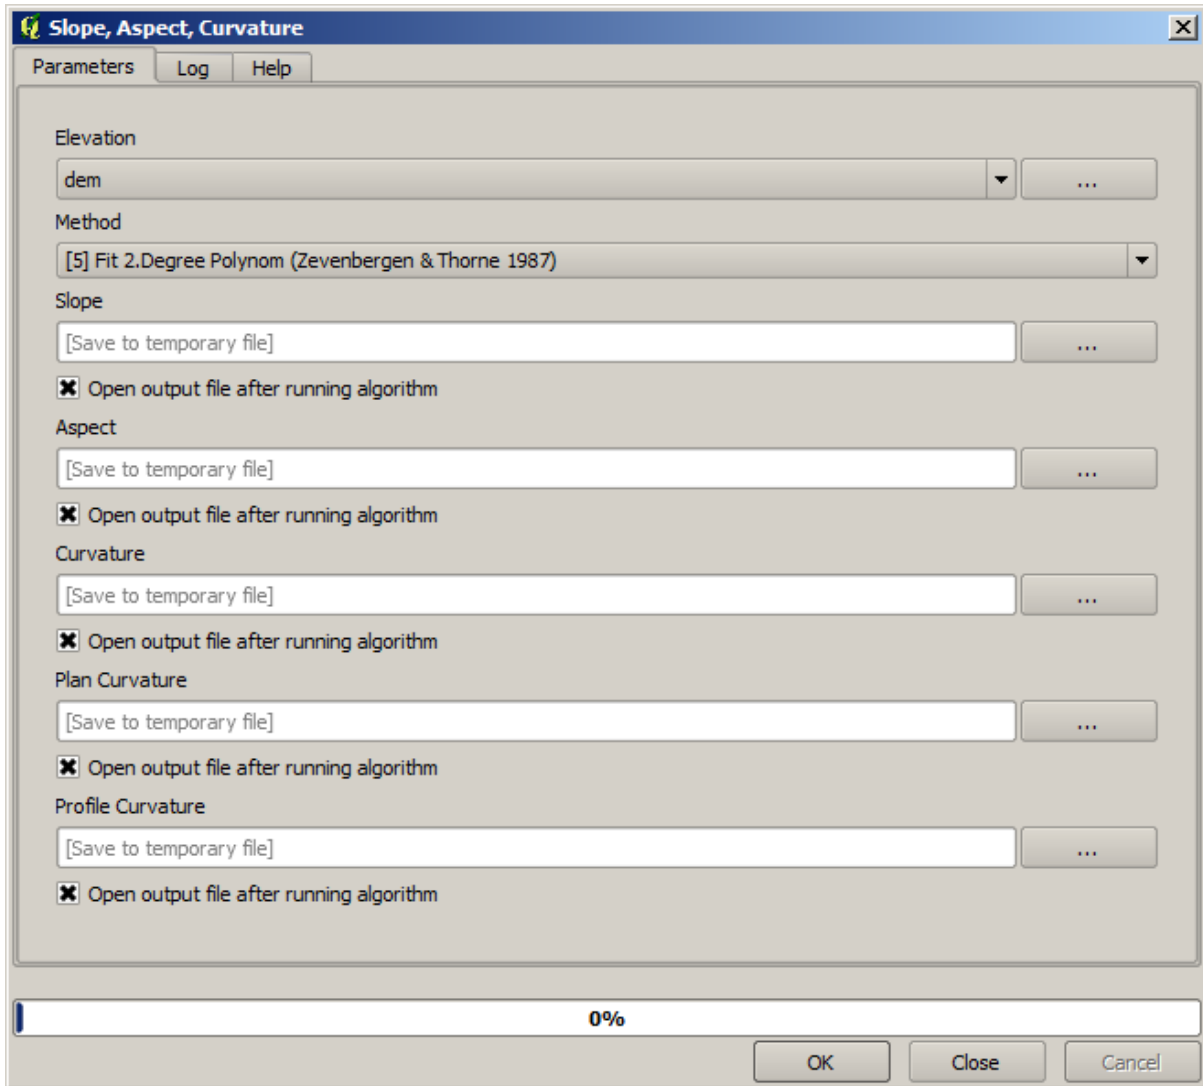 Slope, Aspect, Curvature
Parameters Log Help
Elevation
dem ...
Method
[5] Fit 2.Degree Polynom (Zevenbergen & Thorne 1987)
Slope
[Save to temporary file] ...
Open output file after running algorithm
Aspect
[Save to temporary file] ...
Open output file after running algorithm
Curvature
[Save to temporary file] ...
Open output file after running algorithm
Plan Curvature
[Save to temporary file] ...
Open output file after running algorithm
Profile Curvature
[Save to temporary file] ...
Open output file after running algorithm
0%
OK Close Cancel